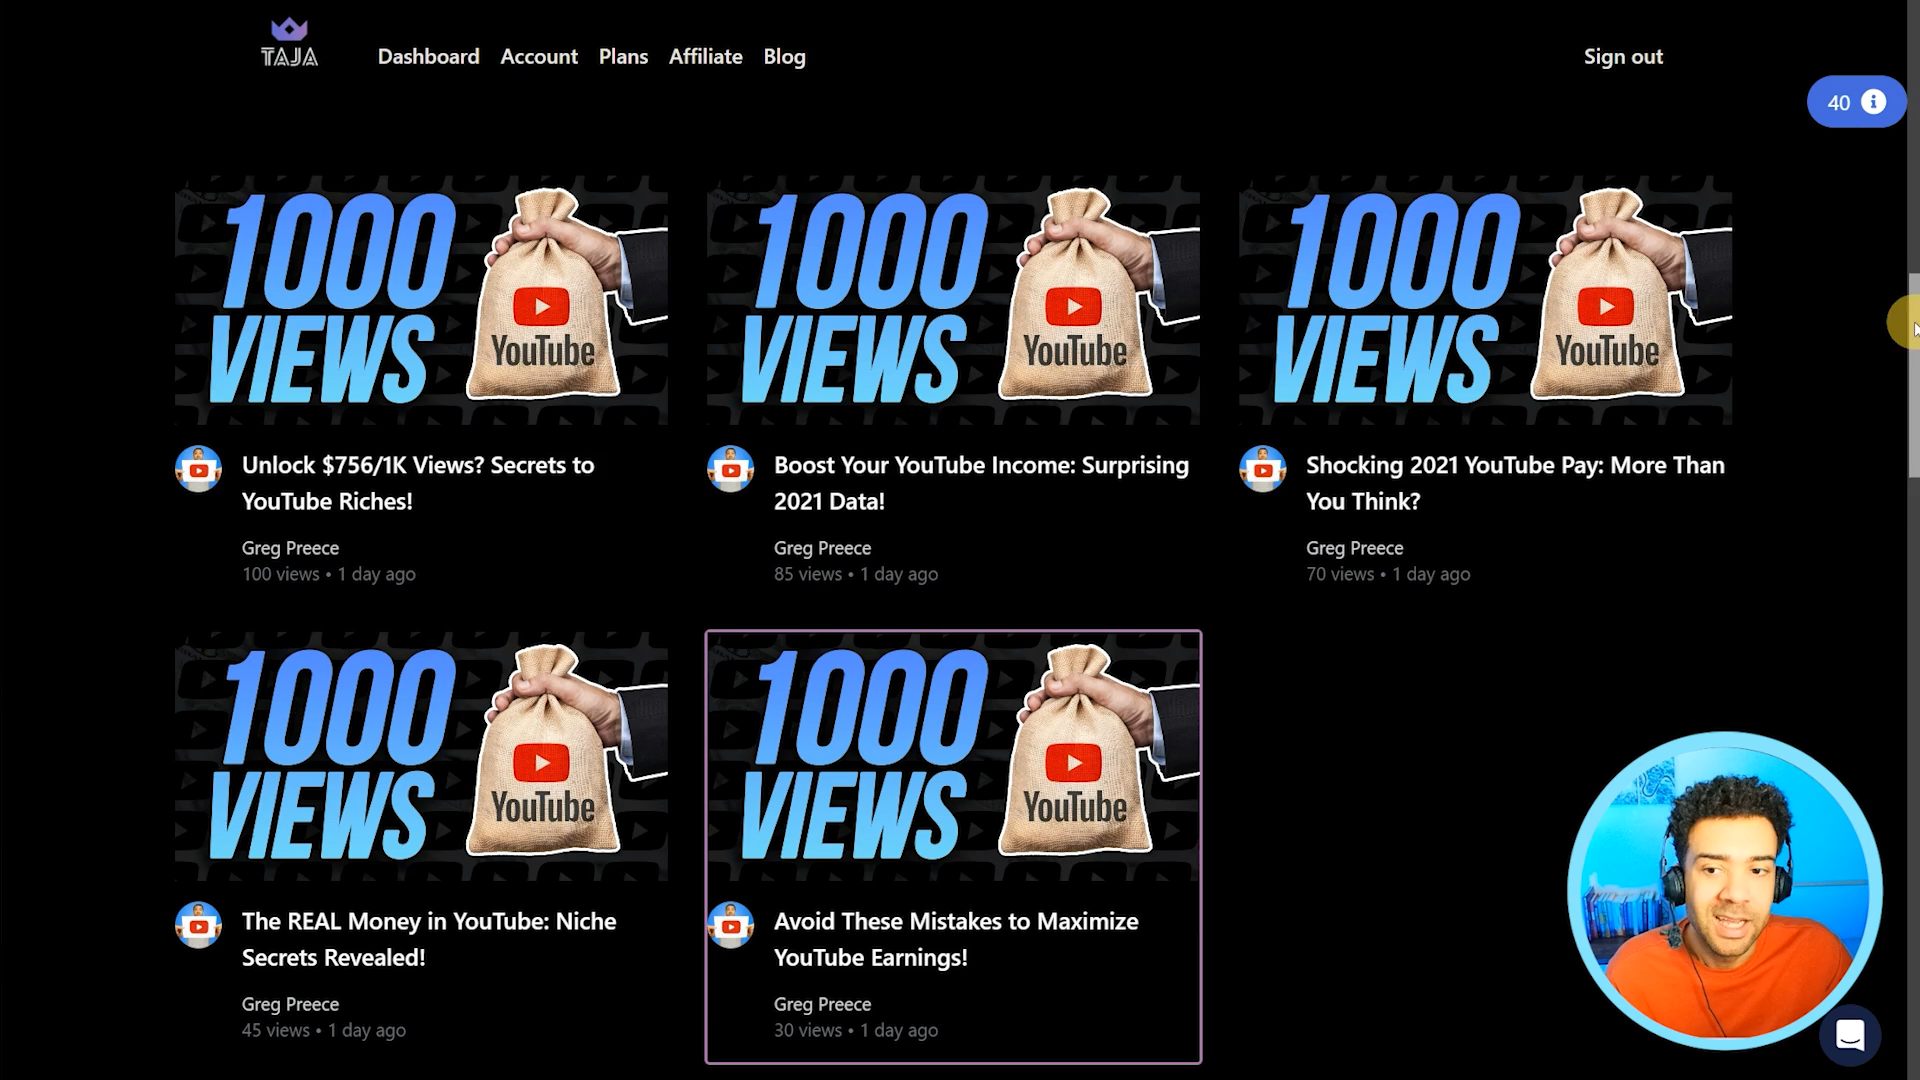 TAJA
Dashboard Account Plans Affiliate Blog
Sign out
40
1000
VIEWS
YouTube
1000
VIEWS
YouTube
1000
VIEWS
YouTube
Unlock $756/1K Views? Secrets to
YouTube Riches!
Greg Preece
100 views • 1 day ago
Boost Your YouTube Income: Surprising
2021 Data!
Greg Preece
85 views • 1 day ago
Shocking 2021 YouTube Pay: More Than
You Think?
Greg Preece
70 views • 1 day ago
1000
VIEWS
YouTube
1000
VIEWS
YouTube
The REAL Money in YouTube: Niche
Secrets Revealed!
Greg Preece
45 views • 1 day ago
Avoid These Mistakes to Maximize
YouTube Earnings!
Greg Preece
30 views • 1 day ago